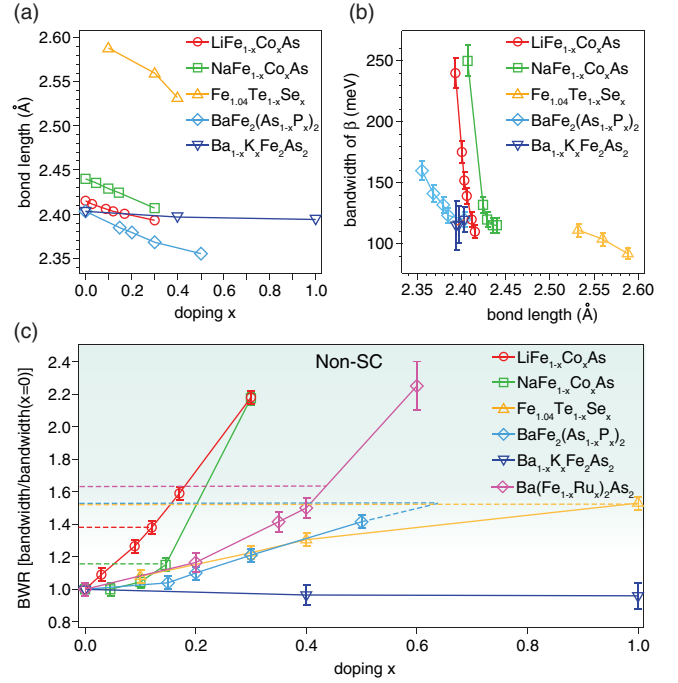 (a)
2.60
2.55
2.50
2.45
2.40
2.35
bond length (Å)
0.0 0.2 0.4 0.6 0.8 1.0
doping x
LiFe₁₋ₓCoₓAs
NaFe₁₋ₓCoₓAs
Fe₁.₀₄Te₁₋ₓSeₓ
BaFe₂(As₁₋ₓPₓ)₂
Ba₁₋ₓKₓFe₂As₂
(b)
250
200
150
100
bandwidth of β (meV)
2.35 2.40 2.45 2.50 2.55 2.60
bond length (Å)
LiFe₁₋ₓCoₓAs
NaFe₁₋ₓCoₓAs
Fe₁.₀₄Te₁₋ₓSeₓ
BaFe₂(As₁₋ₓPₓ)₂
Ba₁₋ₓKₓFe₂As₂
(c)
2.4
2.2
2.0
1.8
1.6
1.4
1.2
1.0
0.8
BWR [bandwidth/bandwidth(x=0)]
0.0 0.2 0.4 0.6 0.8 1.0
doping x
Non-SC
LiFe₁₋ₓCoₓAs
NaFe₁₋ₓCoₓAs
Fe₁.₀₄Te₁₋ₓSeₓ
BaFe₂(As₁₋ₓPₓ)₂
Ba₁₋ₓKₓFe₂As₂
Ba(Fe₁₋ₓRuₓ)₂As₂